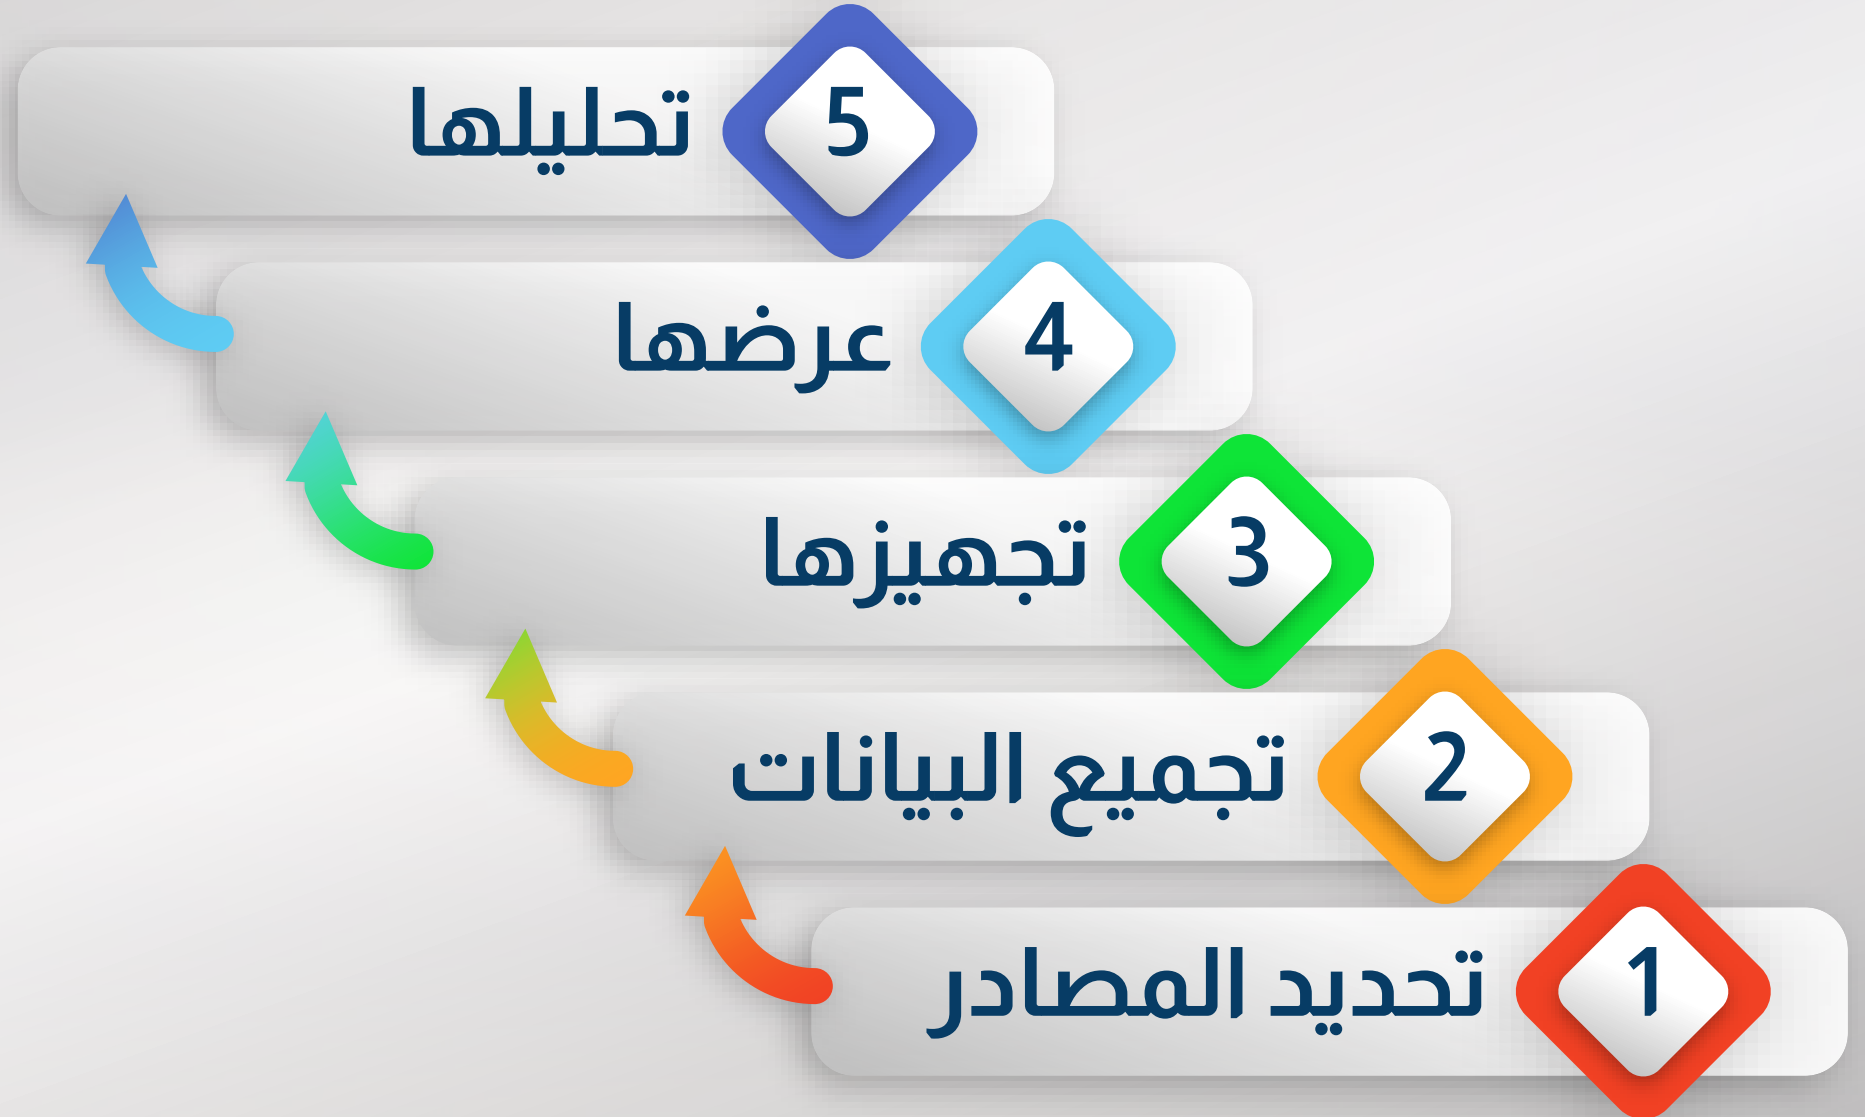 5 تحليلها
4 عرضها
3 تجهيزها
2 تجميع البيانات
1 تحديد المصادر